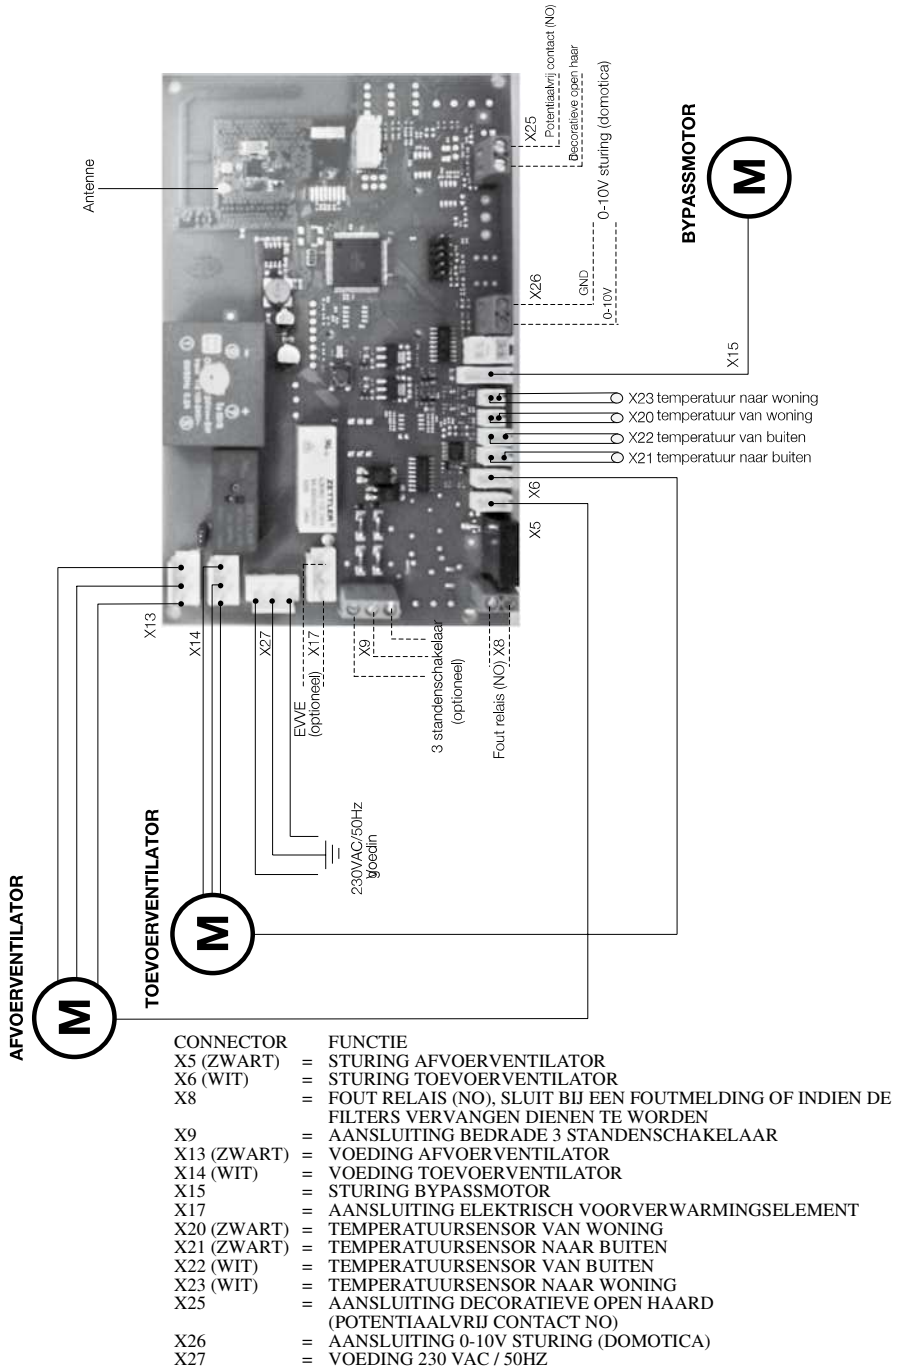 Potentiaalvrij contact (NO)
Decoratieve open haar
X25
0-10V sturing (domotica)
Antenne
BYPASSMOTOR
M
X26
GND
0-10V
X15
X23 temperatuur naar woning
X20 temperatuur van woning
X22 temperatuur van buiten
X21 temperatuur naar buiten
X6
X5
ZETTLER
X13
X14
X27
X17
X9
X8
EVVE
(optioneel)
3 standenschakelaar
(optioneel)
Fout relais (NO)
230VAC/50Hz
voedin
TOEVOERVENTILATOR
M
AFVOERVENTILATOR
M
CONNECTOR FUNCTIE
X5 (ZWART) = STURING AFVOERVENTILATOR
X6 (WIT) = STURING TOEVOERVENTILATOR
X8 = FOUT RELAIS (NO), SLUIT BIJ EEN FOUTMELDING OF INDIEN DE
FILTERS VERVANGEN DIENEN TE WORDEN
X9 = AANSLUITING BEDRADE 3 STANDENSCHAKELAAR
X13 (ZWART) = VOEDING AFVOERVENTILATOR
X14 (WIT) = VOEDING TOEVOERVENTILATOR
X15 = STURING BYPASSMOTOR
X17 = AANSLUITING ELEKTRISCH VOORVERWARMINGSELEMENT
X20 (ZWART) = TEMPERATUURSENSOR VAN WONING
X21 (ZWART) = TEMPERATUURSENSOR NAAR BUITEN
X22 (WIT) = TEMPERATUURSENSOR VAN BUITEN
X23 (WIT) = TEMPERATUURSENSOR NAAR WONING
X25 = AANSLUITING DECORATIEVE OPEN HAARD
(POTENTIAALVRIJ CONTACT NO)
X26 = AANSLUITING 0-10V STURING (DOMOTICA)
X27 = VOEDING 230 VAC / 50HZ